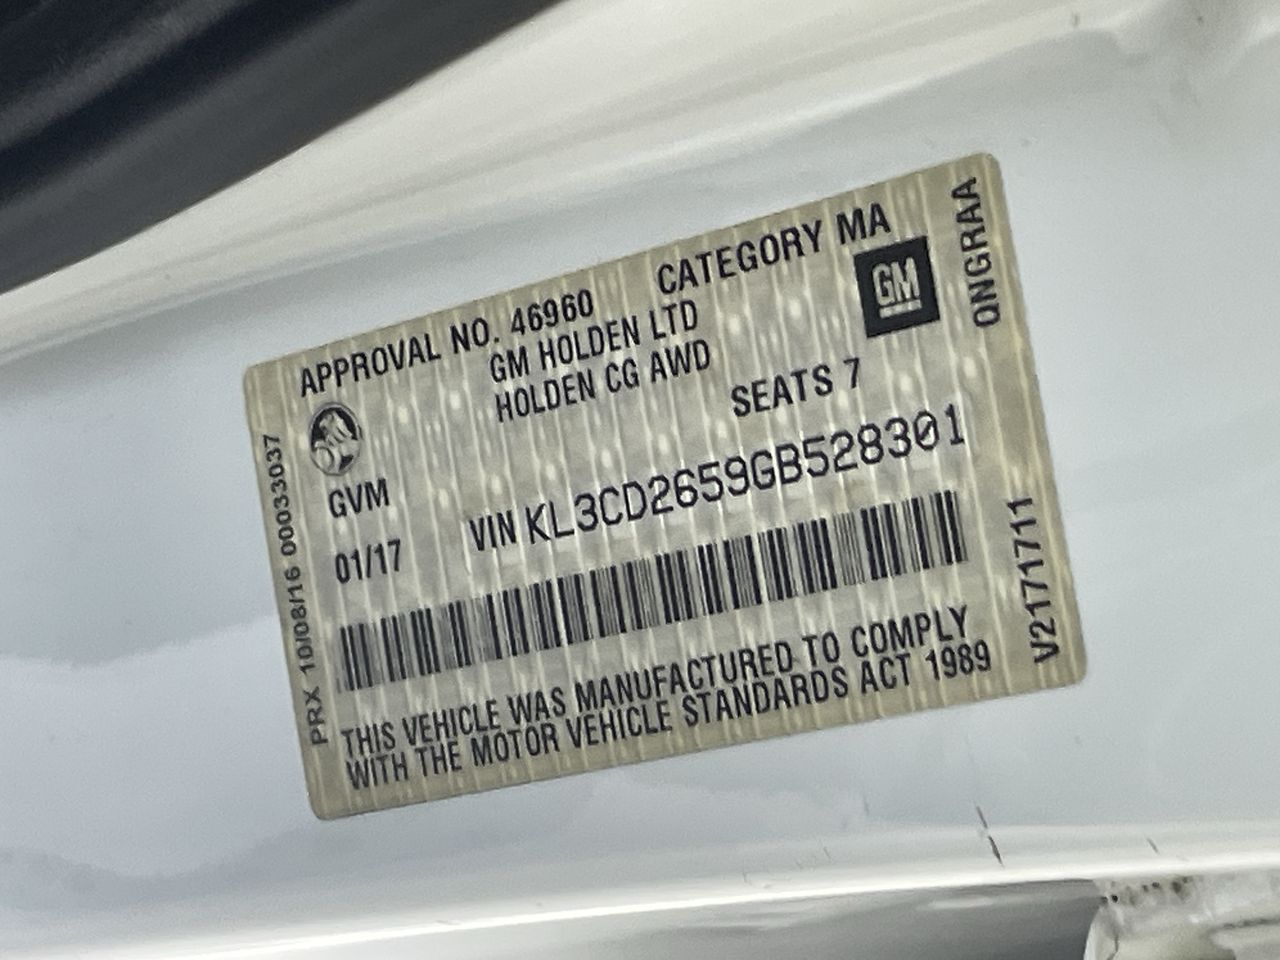 APPROVAL NO. 46960 CATEGORY MA
GM HOLDEN LTD
HOLDEN CG AWD
GM
SEATS 7
GVM
VIN KL3CD2659GB528301
01/17
THIS VEHICLE WAS MANUFACTURED TO COMPLY
WITH THE MOTOR VEHICLE STANDARDS ACT 1989
PRX 10/08/16 00033037
QNGRAA
V2171711